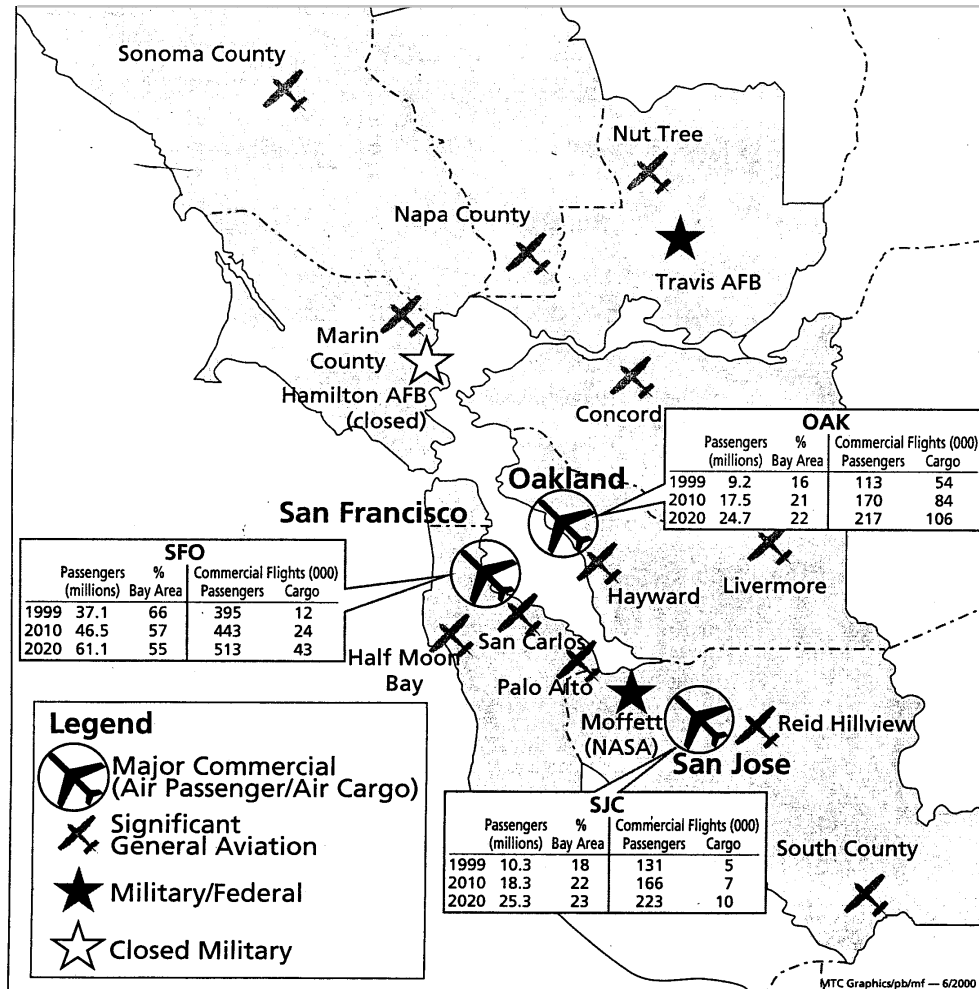 Sonoma County
Nut Tree
Napa County
Travis AFB
Marin
County
Hamilton AFB
(closed)
Concord
OAK
Passengers (millions) % Bay Area Commercial Flights (000) Passengers Cargo
1999 9.2 16 113 54
2010 17.5 21 170 84
2020 24.7 22 217 106
Oakland
San Francisco
SFO
Passengers (millions) % Bay Area Commercial Flights (000) Passengers Cargo
1999 37.1 66 395 12
2010 46.5 57 443 24
2020 61.1 55 513 43
Hayward
Livermore
San Carlos
Half Moon
Bay
Palo Alto
Moffett
(NASA)
Reid Hillview
San Jose
Legend
Major Commercial
(Air Passenger/Air Cargo)
Significant
General Aviation
Military/Federal
Closed Military
SJC
Passengers (millions) % Bay Area Commercial Flights (000) Passengers Cargo
1999 10.3 18 131 5
2010 18.3 22 166 7
2020 25.3 23 223 10
South County
MTC Graphics/pb/mf — 6/2000